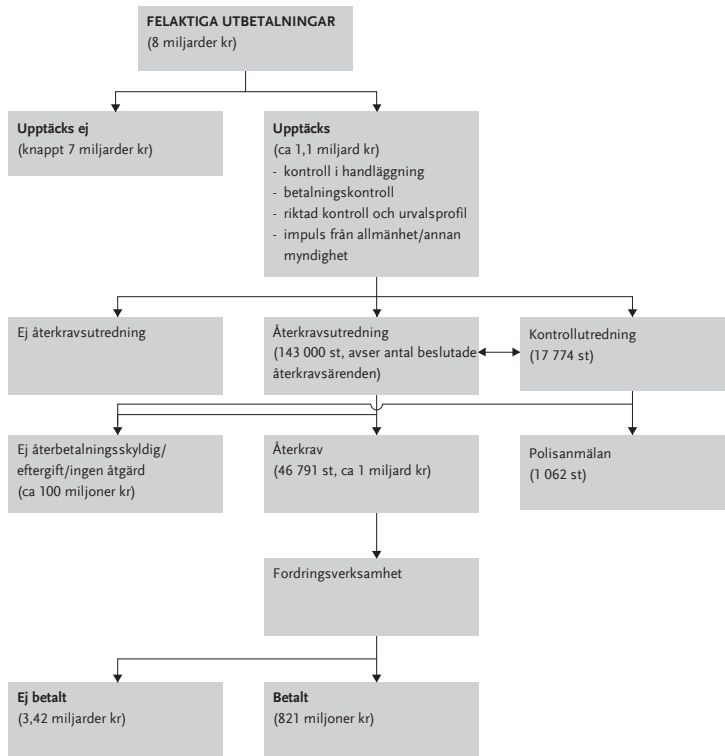 FELAKTIGA UTBETALNINGAR
(8 miljarder kr)
Upptäcks ej
(knappt 7 miljarder kr)
Upptäcks
(ca 1,1 miljard kr)
- kontroll i handläggning
- betalningskontroll
- riktad kontroll och urvalsprofil
- impuls från allmänhet/annan
myndighet
Ej återkravsutredning
Återkravsutredning
(143 000 st, avser antal beslutade
återkravsärenden)
Kontrollutredning
(17 774 st)
Ej återbetalningsskyldig/
eftergift/ingen åtgärd
(ca 100 miljoner kr)
Återkrav
(46 791 st, ca 1 miljard kr)
Polisanmälan
(1 062 st)
Fordringsverksamhet
Ej betalt
(3,42 miljarder kr)
Betalt
(821 miljoner kr)